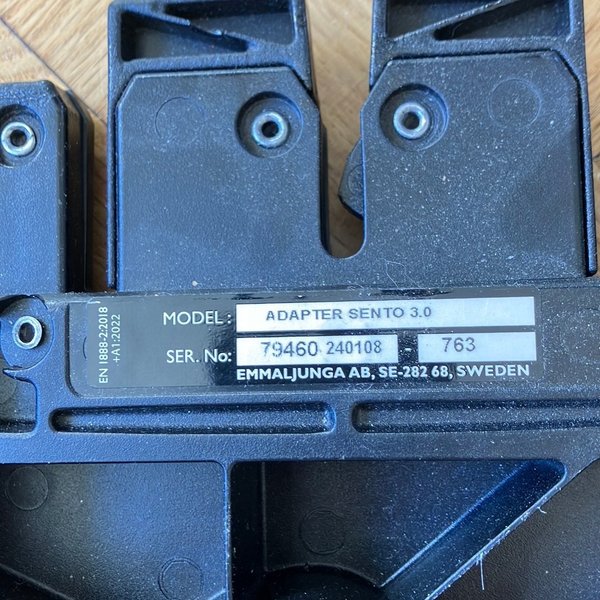 EN 1888-2:2018
+A1:2022
MODEL: ADAPTER SENTO 3.0
SER. No: 79460 240108 - 763
EMMALJUNGA AB, SE-282 68, SWEDEN